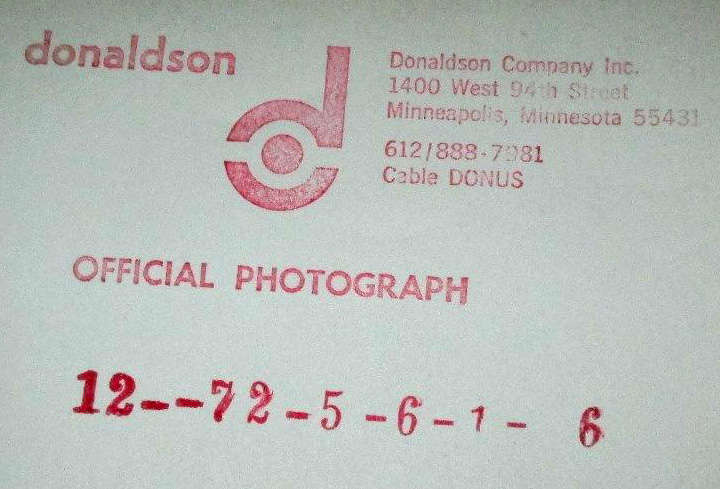 donaldson
Donaldson Company Inc.
1400 West 94th Street
Minneapolis, Minnesota 55431
612/888-7981
Cable DONUS
OFFICIAL PHOTOGRAPH
12--72-5-6-1- 6